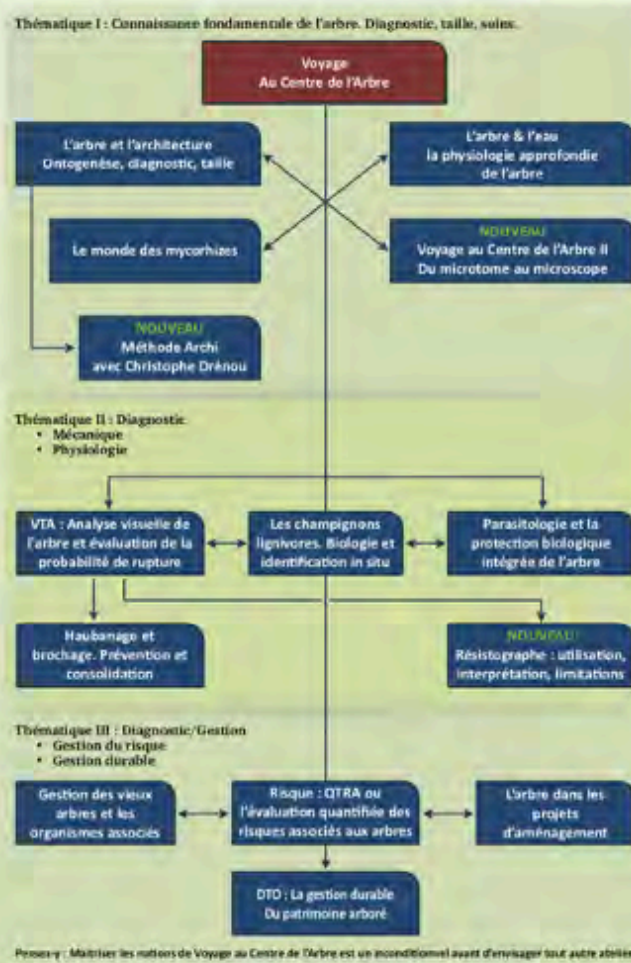 Thématique I : Connaissance fondamentale de l'arbre. Diagnostic, taille, soins.
Voyage
Au Centre de l'Arbre
L'arbre et l'architecture
Ontogenèse, diagnostic, taille
L'arbre & l'eau
la physiologie approfondie
de l'arbre
Le monde des mycorhizes
NOUVEAU
Voyage au Centre de l'Arbre II
Du microtome au microscope
NOUVEAU
Méthode Archi
avec Christophe Drénou
Thématique II : Diagnostic
• Mécanique
• Physiologie
VTA : Analyse visuelle de
l'arbre et évaluation de la
probabilité de rupture
Les champignons
lignivores. Biologie et
identification in situ
Parasitologie et la
protection biologique
intégrée de l'arbre
Haubanage et
brochage. Prévention et
consolidation
NOUVEAU
Résistographe : utilisation,
interprétation, limitations
Thématique III : Diagnostic/Gestion
• Gestion du risque
• Gestion durable
Gestion des vieux
arbres et les
organismes associés
Risque : QTRA ou
l'évaluation quantifiée des
risques associés aux arbres
L'arbre dans les
projets
d'aménagement
DTO : La gestion durable
Du patrimoine arboré
Pensez-y : Maitriser les notions de Voyage au Centre de l'Arbre est un inconditionnel avant d'envisager tout autre atelier